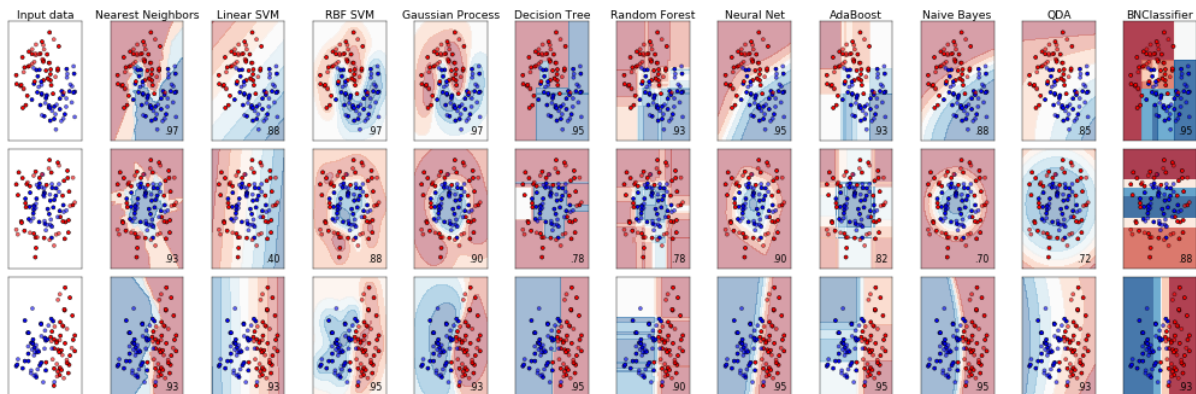 Input data Nearest Neighbors Linear SVM RBF SVM Gaussian Process Decision Tree Random Forest Neural Net AdaBoost Naive Bayes QDA BNClassifier
.97 .88 .97 .97 .95 .93 .95 .93 .88 .85 .95
.93 .40 .88 .90 .78 .78 .90 .82 .70 .72 .88
.93 .93 .95 .93 .95 .90 .95 .95 .95 .93 .93